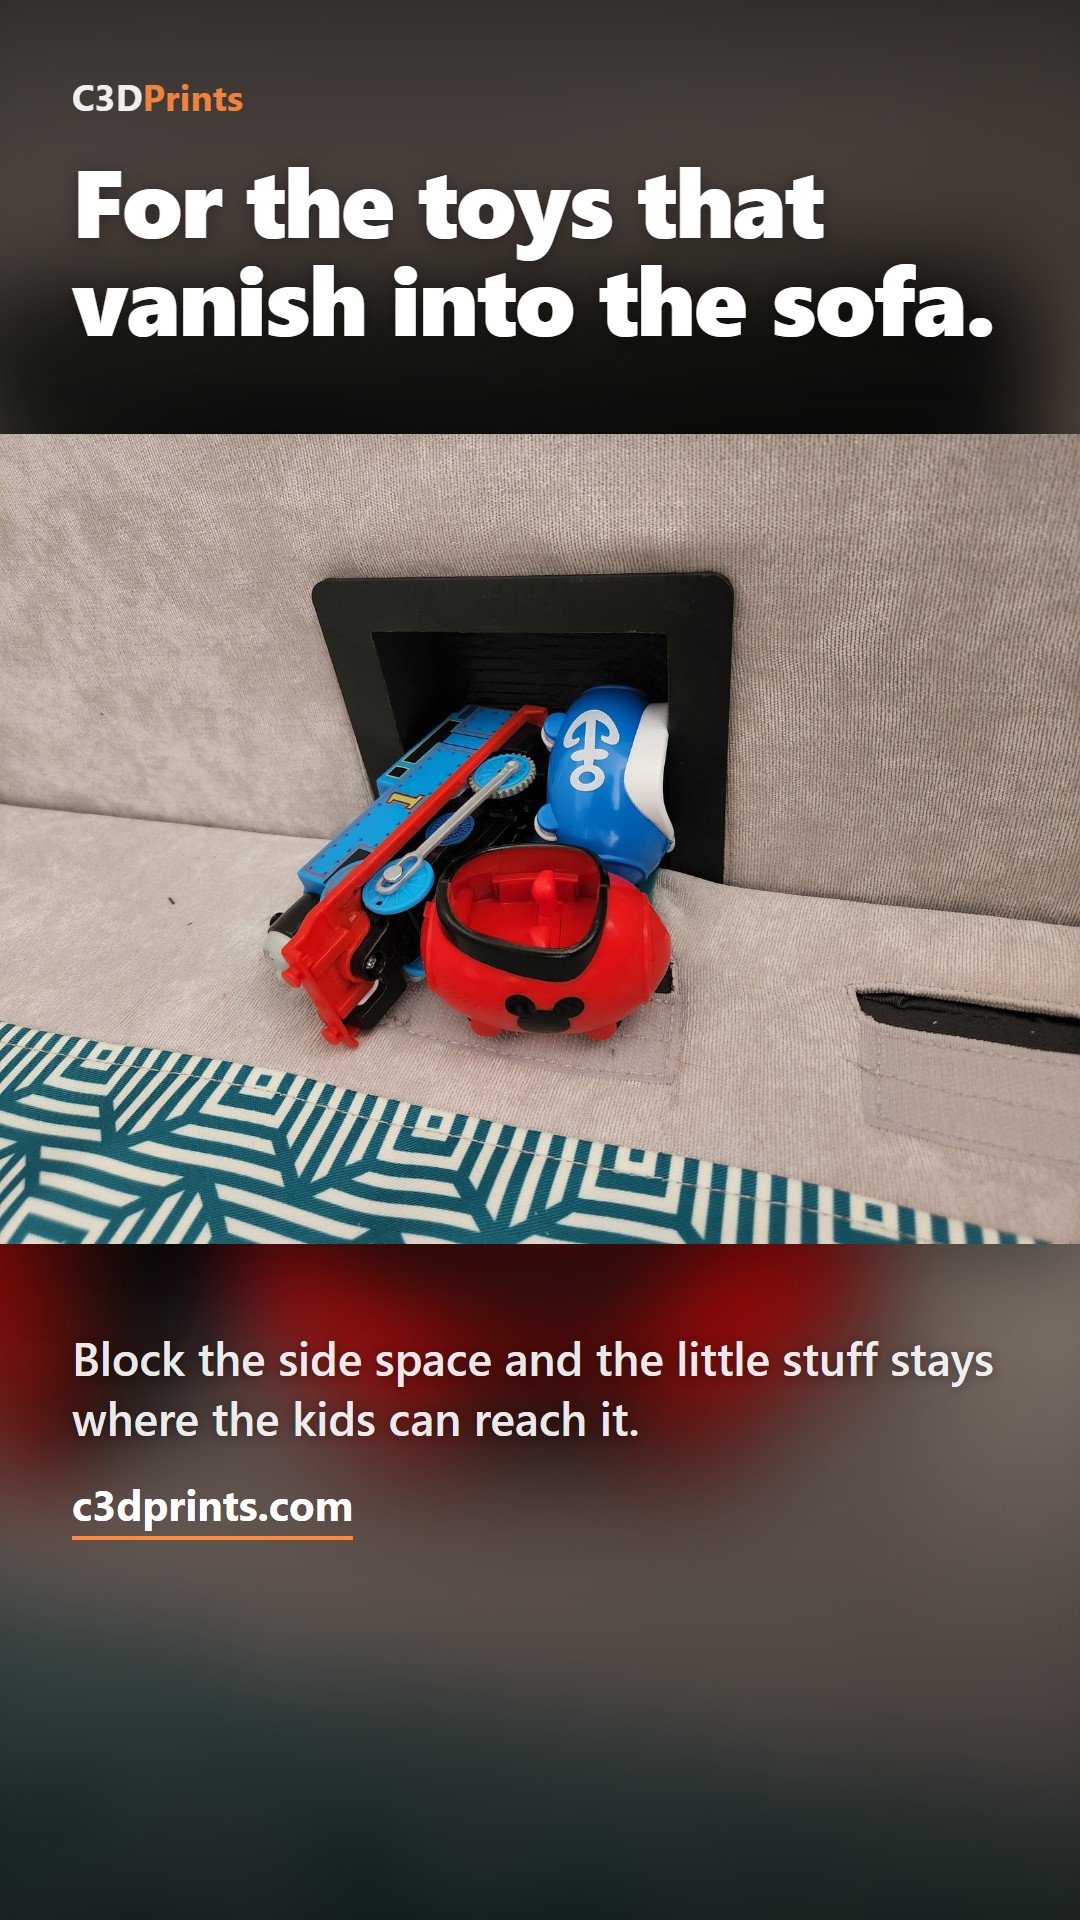 C3DPrints
For the toys that
vanish into the sofa.
1
Block the side space and the little stuff stays
where the kids can reach it.
c3dprints.com